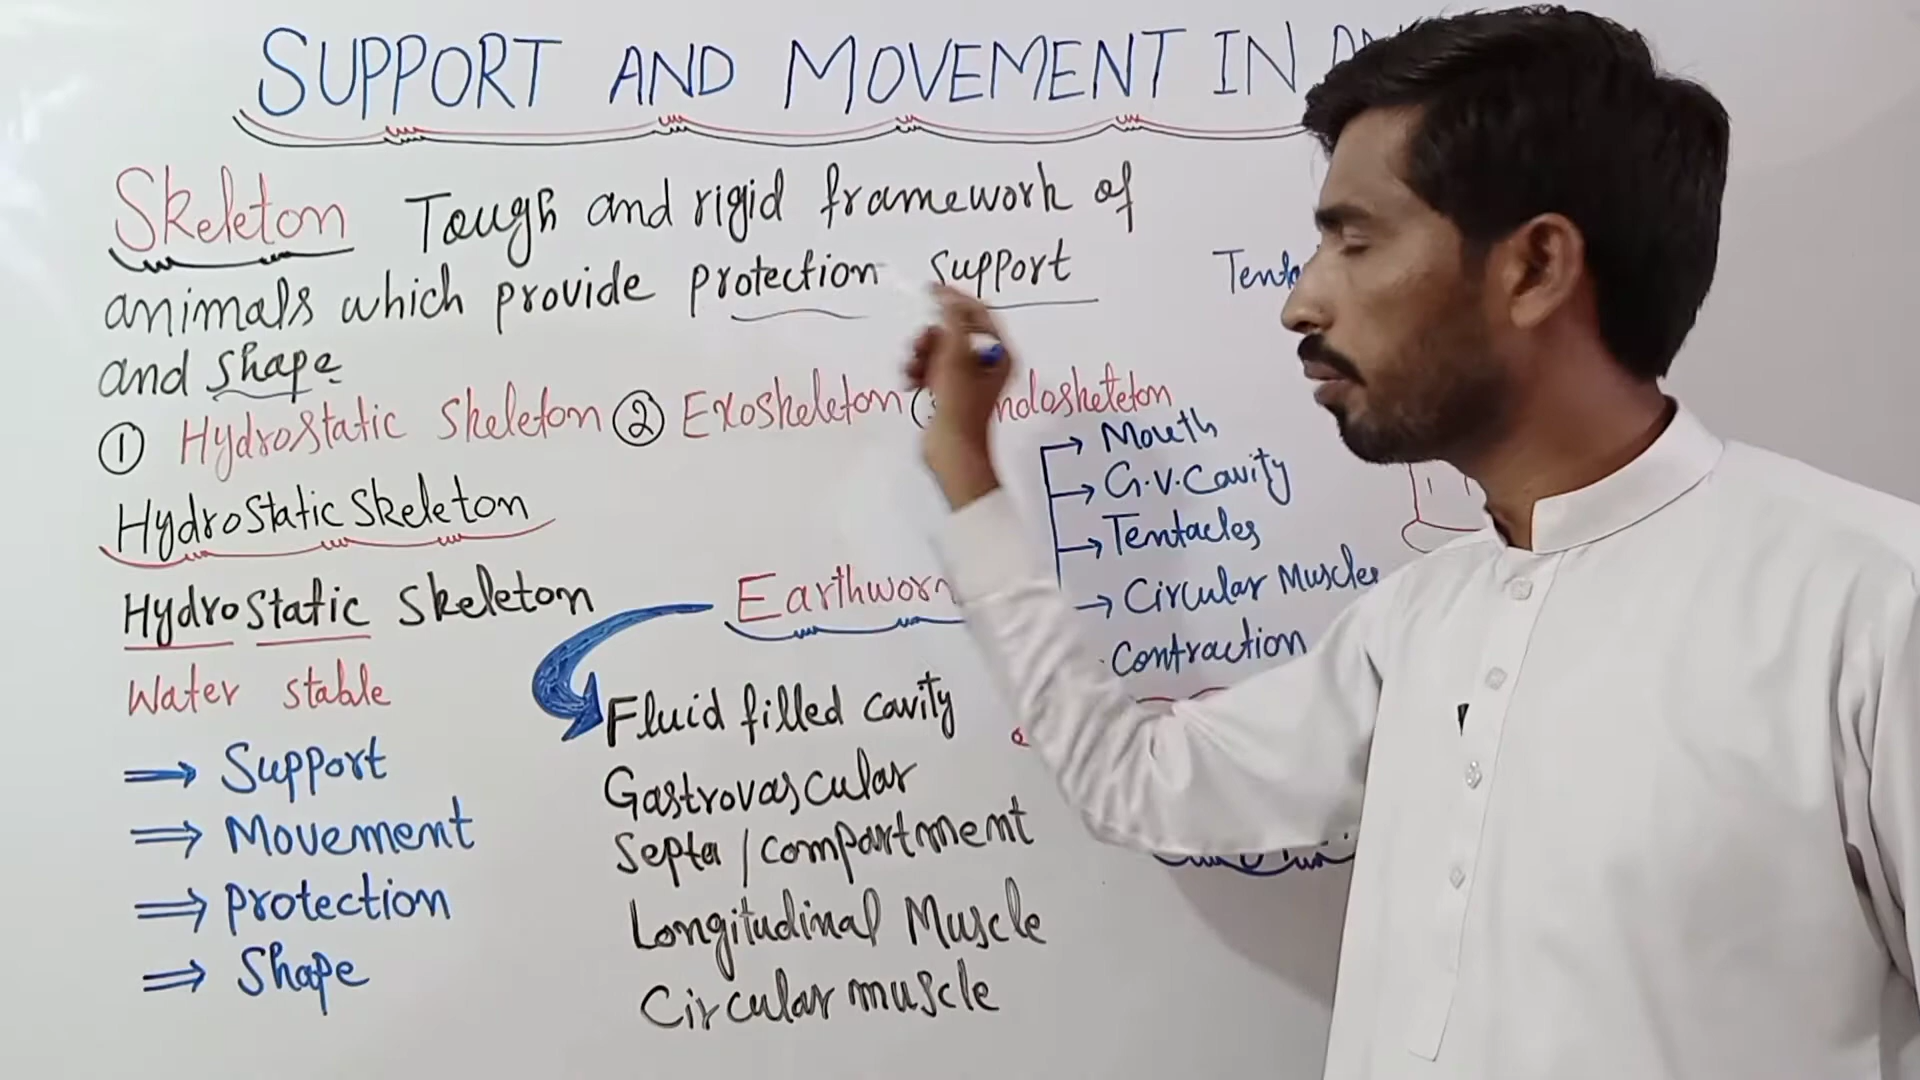 SUPPORT AND MOVEMENT IN
Skeleton Tough and rigid framework of
animals which provide protection support
and shape
① Hydrostatic Skeleton ② Exoskeleton
Hydrostatic Skeleton
Hydrostatic Skeleton
Water stable
⇒ Support
⇒ Movement
⇒ protection
⇒ Shape
Earthworm
Fluid filled cavity
Gastrovascular
Septa / compartment
Longitudinal Muscle
Circular muscle
→ Mouth
→ G.V. Cavity
→ Tentacles
→ Circular Muscles
Contraction